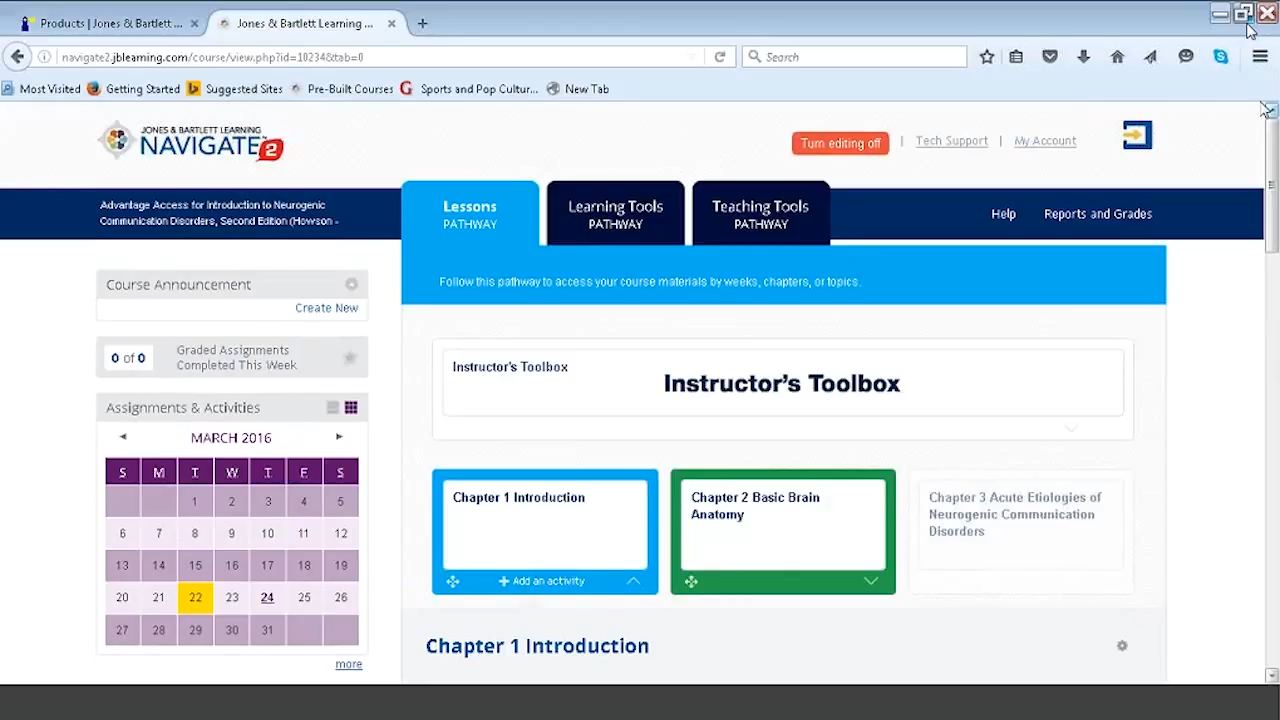 Products | Jones & Bartlett ...
Jones & Bartlett Learning ...
navigate2.jblearning.com/course/view.php?id=10234&tab=0
Search
Most Visited
Getting Started
Suggested Sites
Pre-Built Courses
Sports and Pop Cultur...
New Tab
JONES & BARTLETT LEARNING
NAVIGATE 2
Turn editing off
Tech Support
My Account
Advantage Access for Introduction to Neurogenic
Communication Disorders, Second Edition (Howson -
Lessons
PATHWAY
Learning Tools
PATHWAY
Teaching Tools
PATHWAY
Help
Reports and Grades
Follow this pathway to access your course materials by weeks, chapters, or topics.
Course Announcement
Create New
0 of 0
Graded Assignments
Completed This Week
Assignments & Activities
MARCH 2016
S M T W T F S
1 2 3 4 5
6 7 8 9 10 11 12
13 14 15 16 17 18 19
20 21 22 23 24 25 26
27 28 29 30 31
more
Instructor's Toolbox
Instructor's Toolbox
Chapter 1 Introduction
Add an activity
Chapter 2 Basic Brain
Anatomy
Chapter 3 Acute Etiologies of
Neurogenic Communication
Disorders
Chapter 1 Introduction